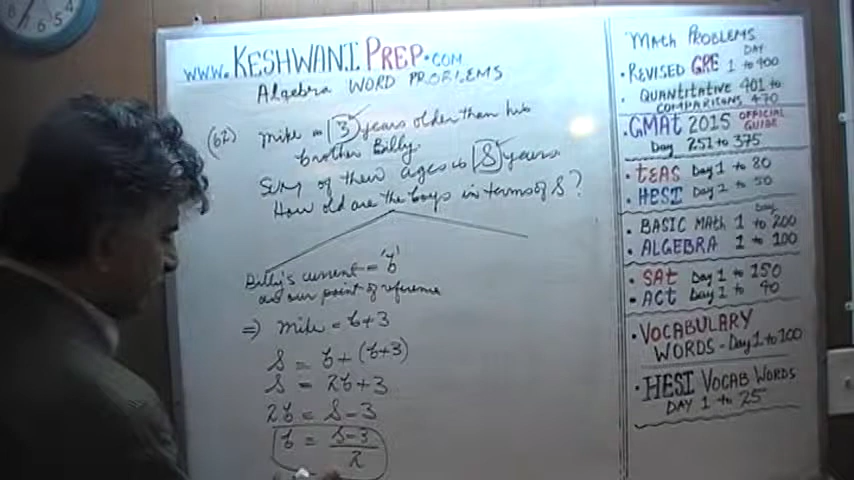 www.KESHWANI PREP.COM
Algebra WORD PROBLEMS
(62) Mike is 3 years older than his
brother Billy.
Sum of their ages is S years.
How old are the boys in terms of S?
Billy's current = 'b'
as our point of reference
⇒ Mike = b+3
S = b+(b+3)
S = 2b+3
2b = S-3
b = S-3
2
MATH PROBLEMS
DAY
• REVISED GRE 1 to 400
• QUANTITATIVE 401 to
COMPARISONS 470
• GMAT 2015 OFFICIAL
GUIDE
Day 251 to 375
• TEAS Day 1 to 80
• HESI Day 1 to 50
Day
• BASIC MATH 1 to 200
• ALGEBRA 1 to 100
• SAT Day 1 to 150
• ACT Day 1 to 40
• VOCABULARY
WORDS - Day 1 to 100
• HESI VOCAB WORDS
DAY 1 to 25
6
5
4